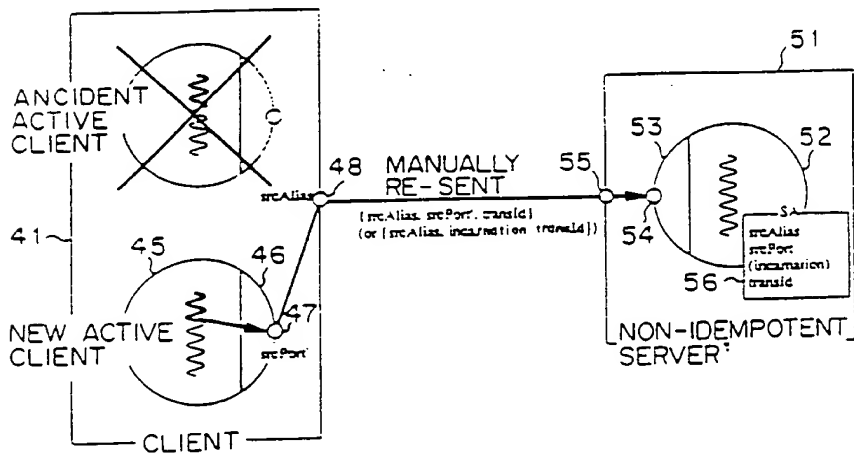 51
ANCIDENT
ACTIVE
CLIENT
53
52
48
MANUALLY
RE-SENT
55
srcAlias
{srcAlias, srcPort', transId}
(or {srcAlias, incarnation, transId})
54
S
srcAlias
srcPort
(incarnation)
transId
56
41
45
46
47
srcPort'
NEW ACTIVE
CLIENT
NON-IDEMPOTENT
SERVER
CLIENT